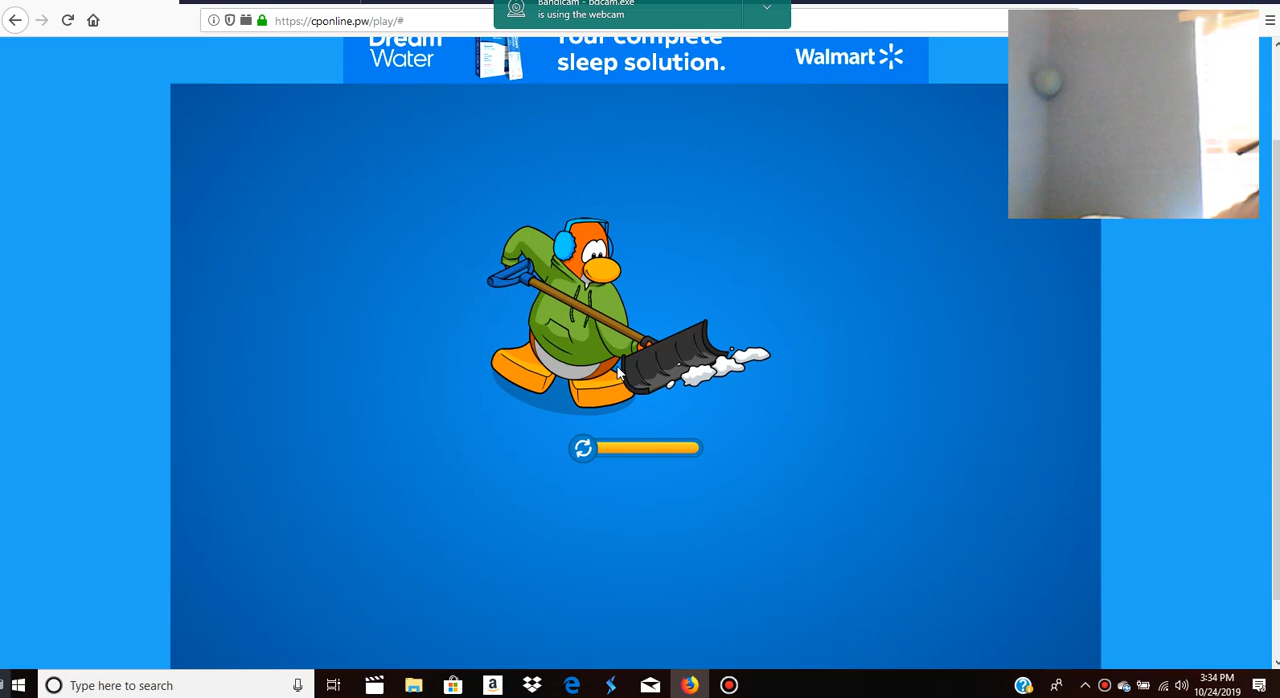 Bandicam - bdcam.exe
is using the webcam
https://cponline.pw/play/#
Dream
Water
Your complete
sleep solution.
Walmart
Type here to search
3:34 PM
10/24/2019